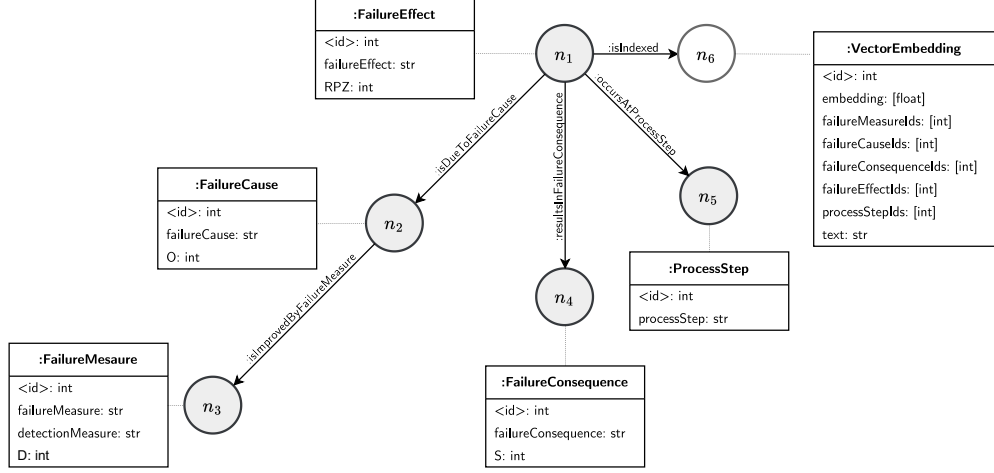 :FailureEffect
<id>: int
failureEffect: str
RPZ: int
n1
:isIndexed
n6
:VectorEmbedding
<id>: int
embedding: [float]
failureMeasureIds: [int]
failureCauseIds: [int]
failureConsequenceIds: [int]
failureEffectIds: [int]
processStepIds: [int]
text: str
:isDueToFailureCause
:resultsInFailureConsequence
:occursAtProcessStep
:FailureCause
<id>: int
failureCause: str
O: int
n2
n5
:ProcessStep
<id>: int
processStep: str
:isImprovedByFailureMeasure
n4
:FailureMesaure
<id>: int
failureMeasure: str
detectionMeasure: str
D: int
n3
:FailureConsequence
<id>: int
failureConsequence: str
S: int